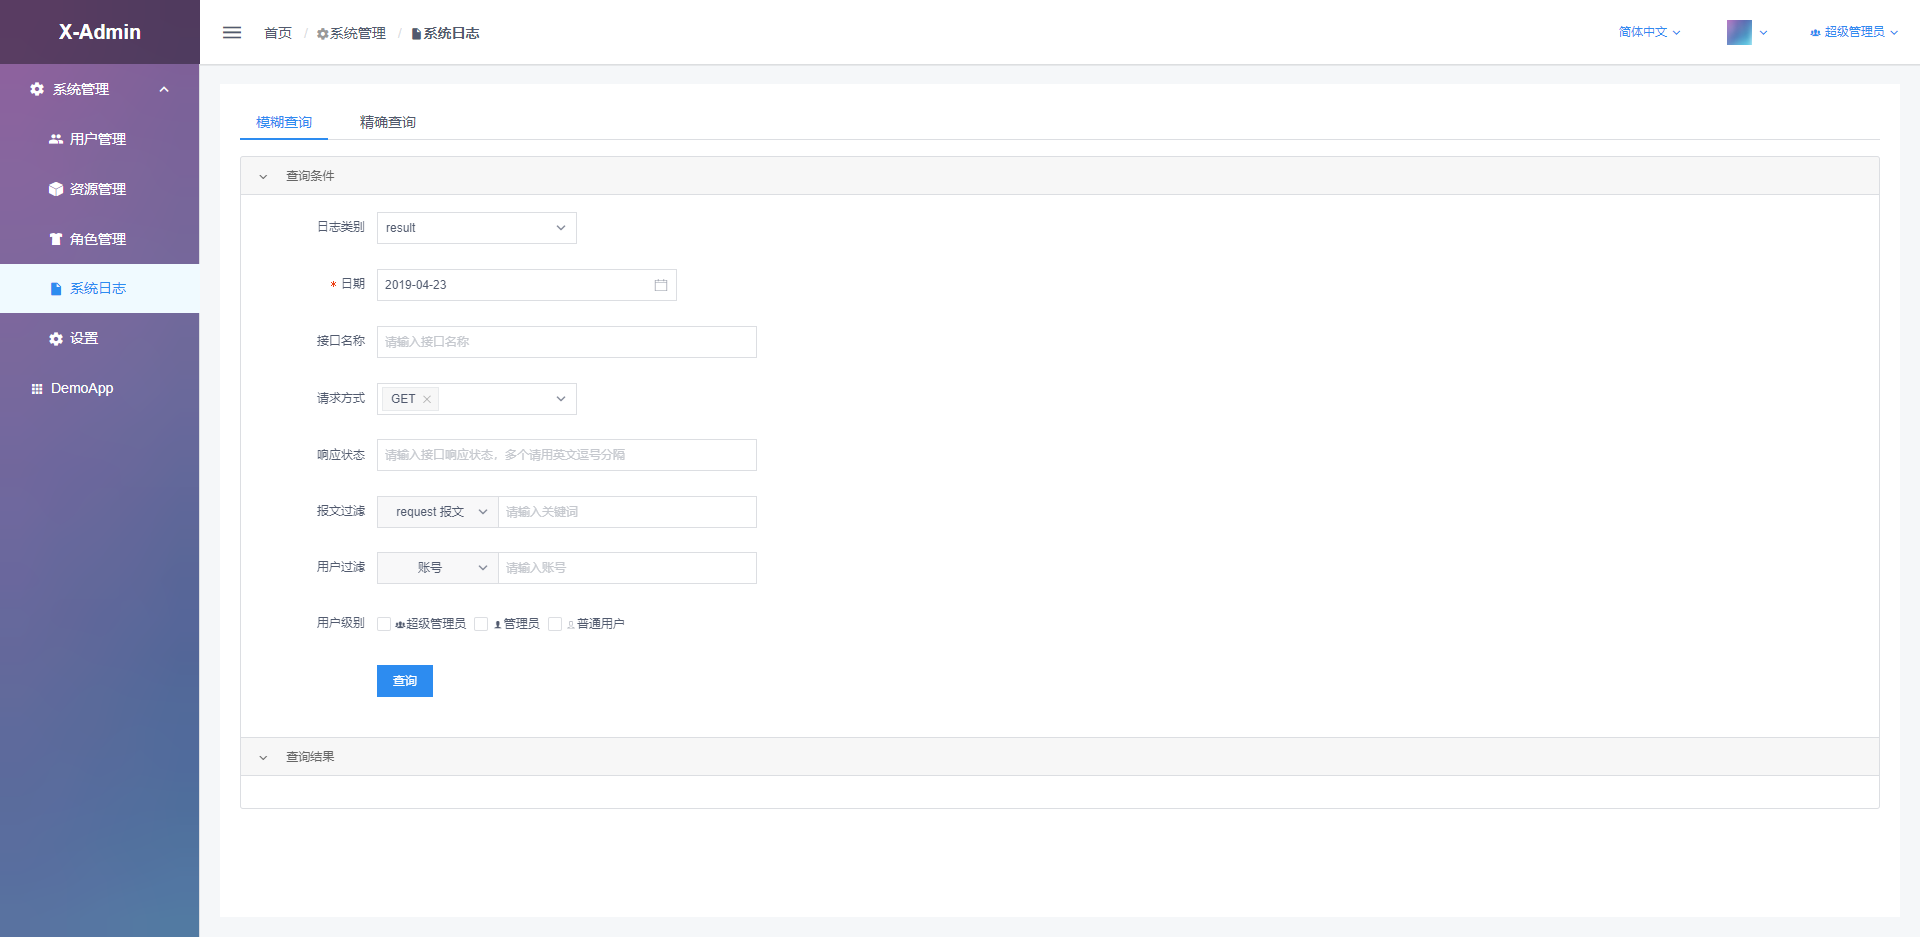 X-Admin
首页 / 系统管理 / 系统日志
简体中文
超级管理员
系统管理
用户管理
资源管理
角色管理
系统日志
设置
DemoApp
模糊查询 精确查询
查询条件
日志类别 result
* 日期 2019-04-23
接口名称 请输入接口名称
请求方式 GET
响应状态 请输入接口响应状态，多个请用英文逗号分隔
报文过滤 request 报文 请输入关键词
用户过滤 账号 请输入账号
用户级别 超级管理员 管理员 普通用户
查询
查询结果